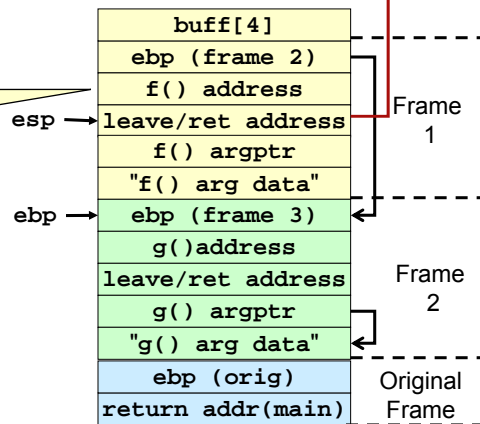 buff[4]
ebp (frame 2)
f() address
esp
leave/ret address
f() argptr
"f() arg data"
Frame
1
ebp
ebp (frame 3)
g()address
leave/ret address
g() argptr
"g() arg data"
Frame
2
ebp (orig)
return addr(main)
Original
Frame